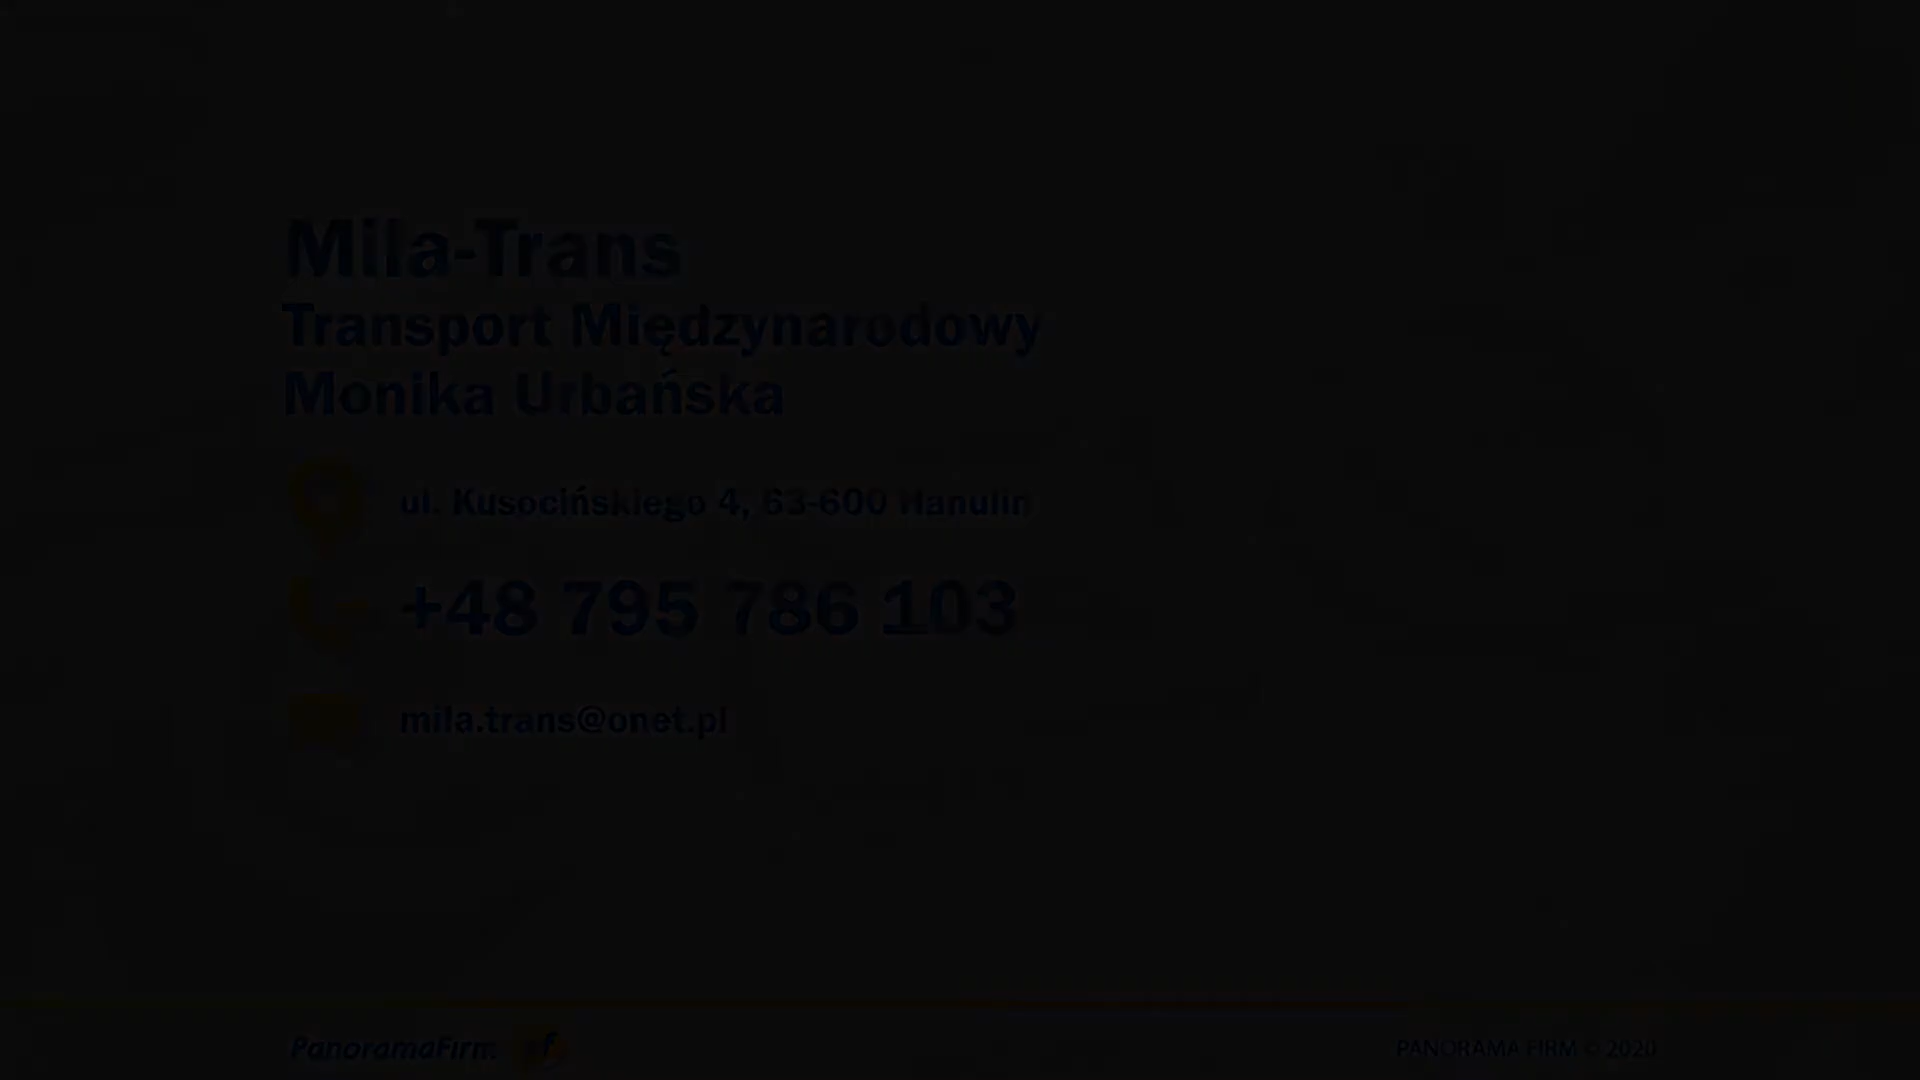 Mila-Trans
Transport Międzynarodowy
Monika Urbańska
ul. Kusocińskiego 4, 63-600 Hanulin
+48 795 786 103
mila.trans@onet.pl
PanoramaFirm pf
PANORAMA FIRM © 2020